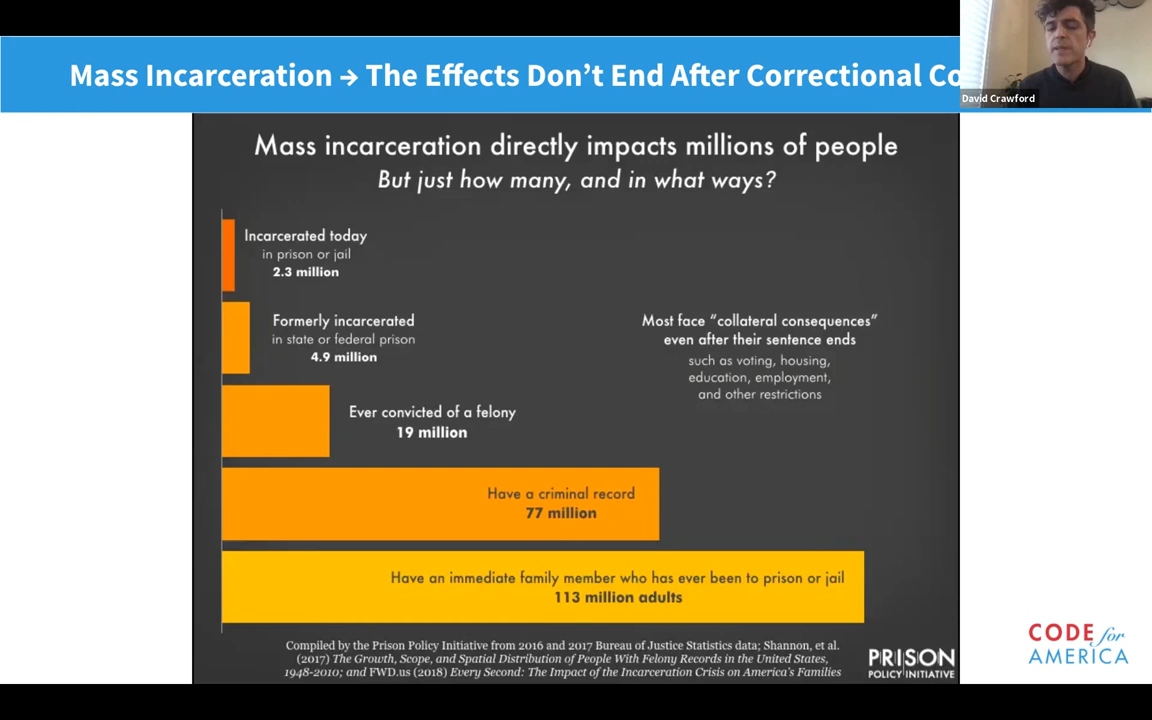 Mass Incarceration → The Effects Don’t End After Correctional Co
David Crawford
Mass incarceration directly impacts millions of people
But just how many, and in what ways?
Incarcerated today
in prison or jail
2.3 million
Formerly incarcerated
in state or federal prison
4.9 million
Most face “collateral consequences”
even after their sentence ends
such as voting, housing,
education, employment,
and other restrictions
Ever convicted of a felony
19 million
Have a criminal record
77 million
Have an immediate family member who has ever been to prison or jail
113 million adults
Compiled by the Prison Policy Initiative from 2016 and 2017 Bureau of Justice Statistics data; Shannon, et al.
(2017) The Growth, Scope, and Spatial Distribution of People With Felony Records in the United States,
1948-2010; and FWD.us (2018) Every Second: The Impact of the Incarceration Crisis on America’s Families
PRISON
POLICY INITIATIVE
CODE for
AMERICA